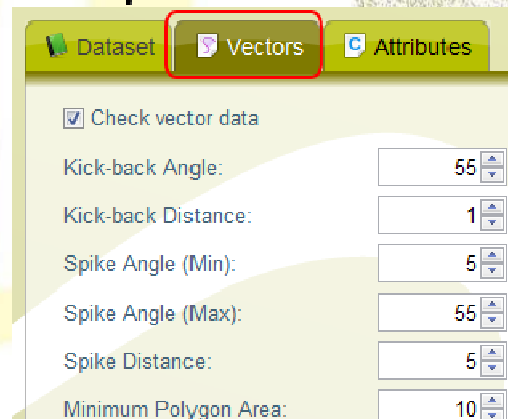 Dataset Vectors Attributes
Check vector data
Kick-back Angle: 55
Kick-back Distance: 1
Spike Angle (Min): 5
Spike Angle (Max): 55
Spike Distance: 5
Minimum Polygon Area: 10